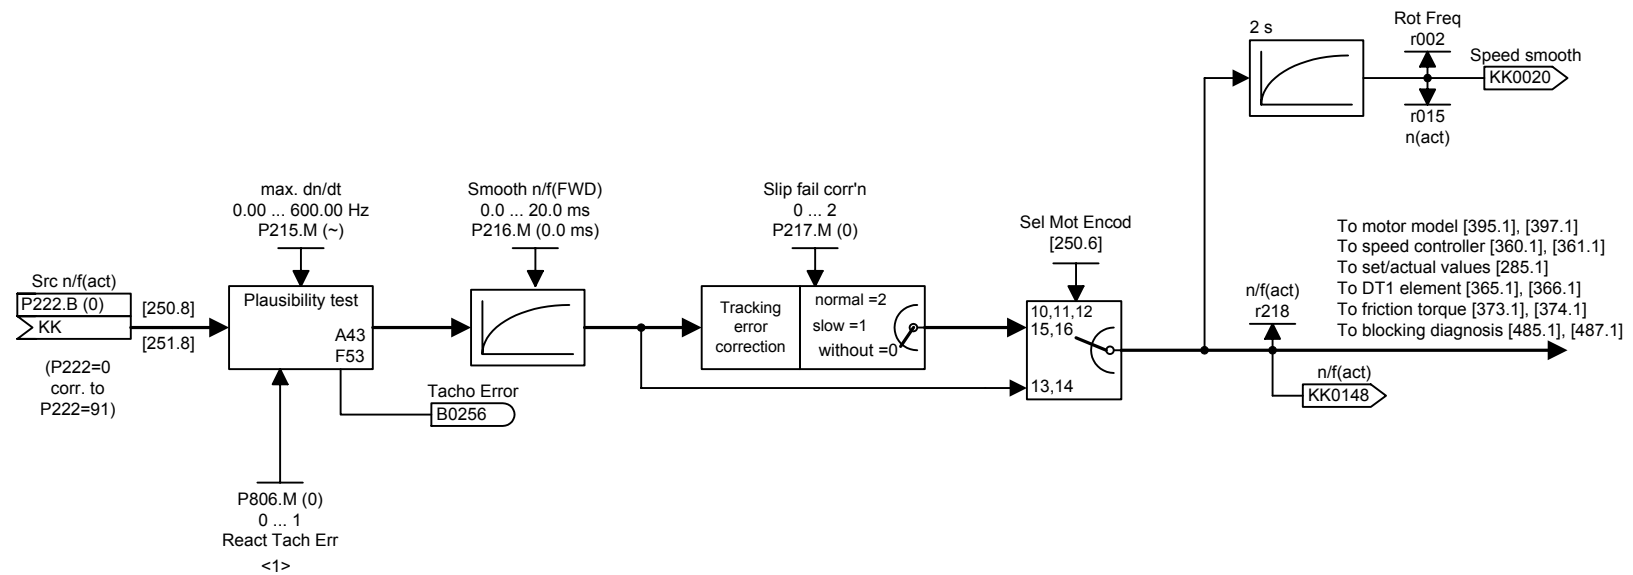 2 s
Rot Freq
r002
Speed smooth
KK0020
r015
n(act)
max. dn/dt
0.00 ... 600.00 Hz
P215.M (~)
Smooth n/f(FWD)
0.0 ... 20.0 ms
P216.M (0.0 ms)
Slip fail corr'n
0 ... 2
P217.M (0)
Sel Mot Encod
[250.6]
To motor model [395.1], [397.1]
To speed controller [360.1], [361.1]
To set/actual values [285.1]
To DT1 element [365.1], [366.1]
To friction torque [373.1], [374.1]
To blocking diagnosis [485.1], [487.1]
Src n/f(act)
P222.B (0)
KK
[250.8]
[251.8]
(P222=0
corr. to
P222=91)
Plausibility test
A43
F53
Tracking
error
correction
normal =2
slow =1
without =0
10,11,12
15,16
13,14
n/f(act)
r218
n/f(act)
KK0148
Tacho Error
B0256
P806.M (0)
0 ... 1
React Tach Err
<1>